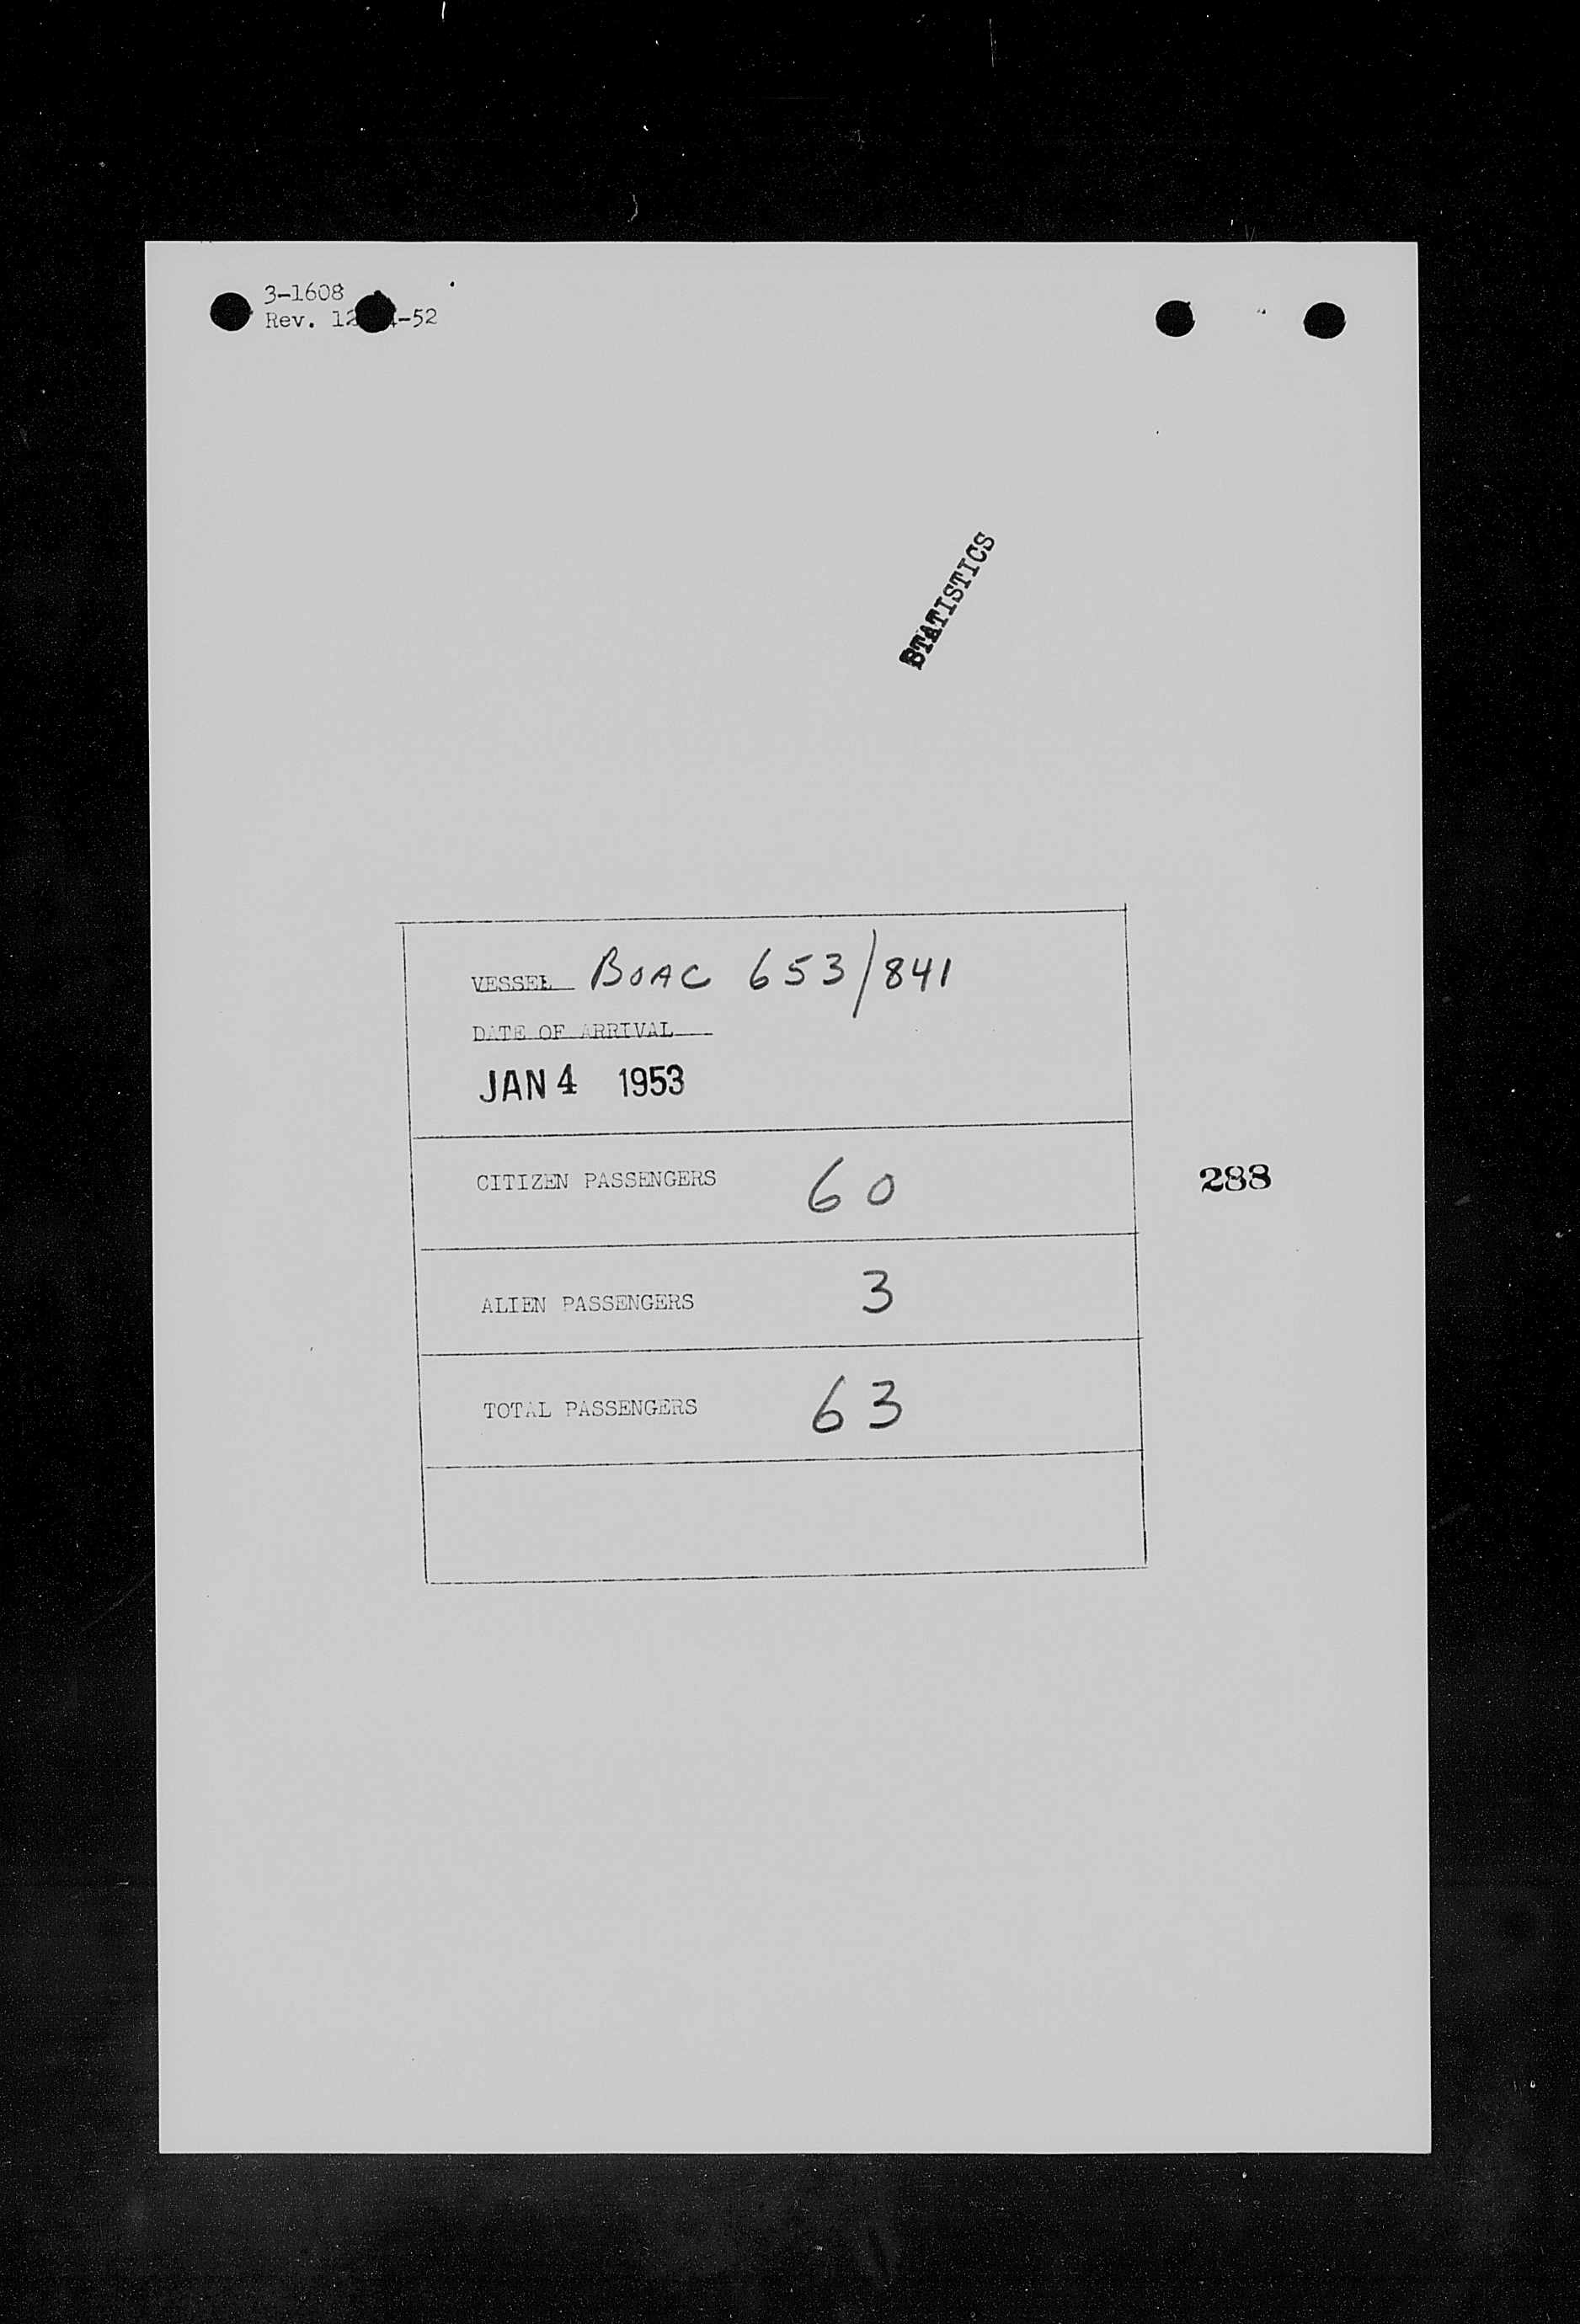 3-1608
Rev. 12 -52
STATISTICS
VESSEL BOAC 653/841
DATE OF ARRIVAL
JAN 4 1953
CITIZEN PASSENGERS 60
288
ALIEN PASSENGERS 3
TOTAL PASSENGERS 63